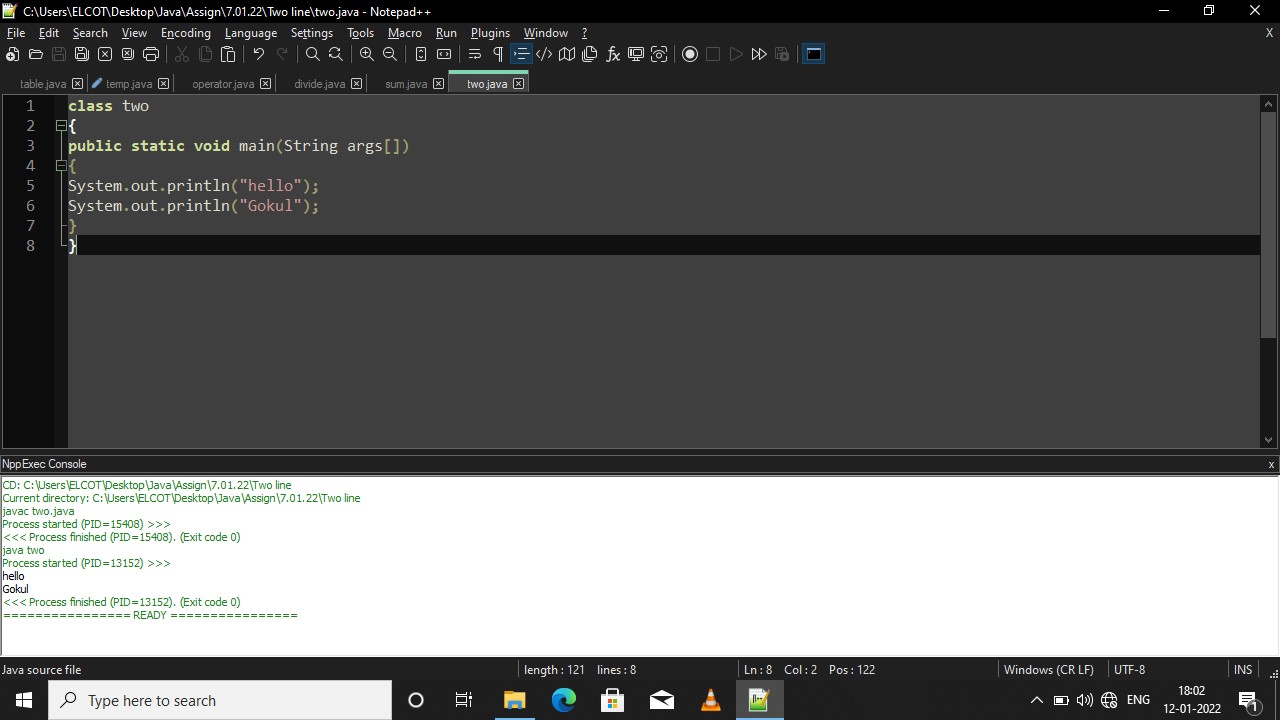 C:\Users\ELCOT\Desktop\Java\Assign\7.01.22\Two line\two.java - Notepad++
File Edit Search View Encoding Language Settings Tools Macro Run Plugins Window ? X
table.java temp.java operator.java divide.java sum.java two.java
1 class two
2 {
3 public static void main(String args[])
4 {
5 System.out.println("hello");
6 System.out.println("Gokul");
7 }
8 }
NppExec Console x
CD: C:\Users\ELCOT\Desktop\Java\Assign\7.01.22\Two line
Current directory: C:\Users\ELCOT\Desktop\Java\Assign\7.01.22\Two line
javac two.java
Process started (PID=15408) >>>
<<< Process finished (PID=15408). (Exit code 0)
java two
Process started (PID=13152) >>>
hello
Gokul
<<< Process finished (PID=13152). (Exit code 0)
================ READY ================
Java source file length : 121 lines : 8 Ln : 8 Col : 2 Pos : 122 Windows (CR LF) UTF-8 INS
Type here to search ENG 18:02
12-01-2022 1